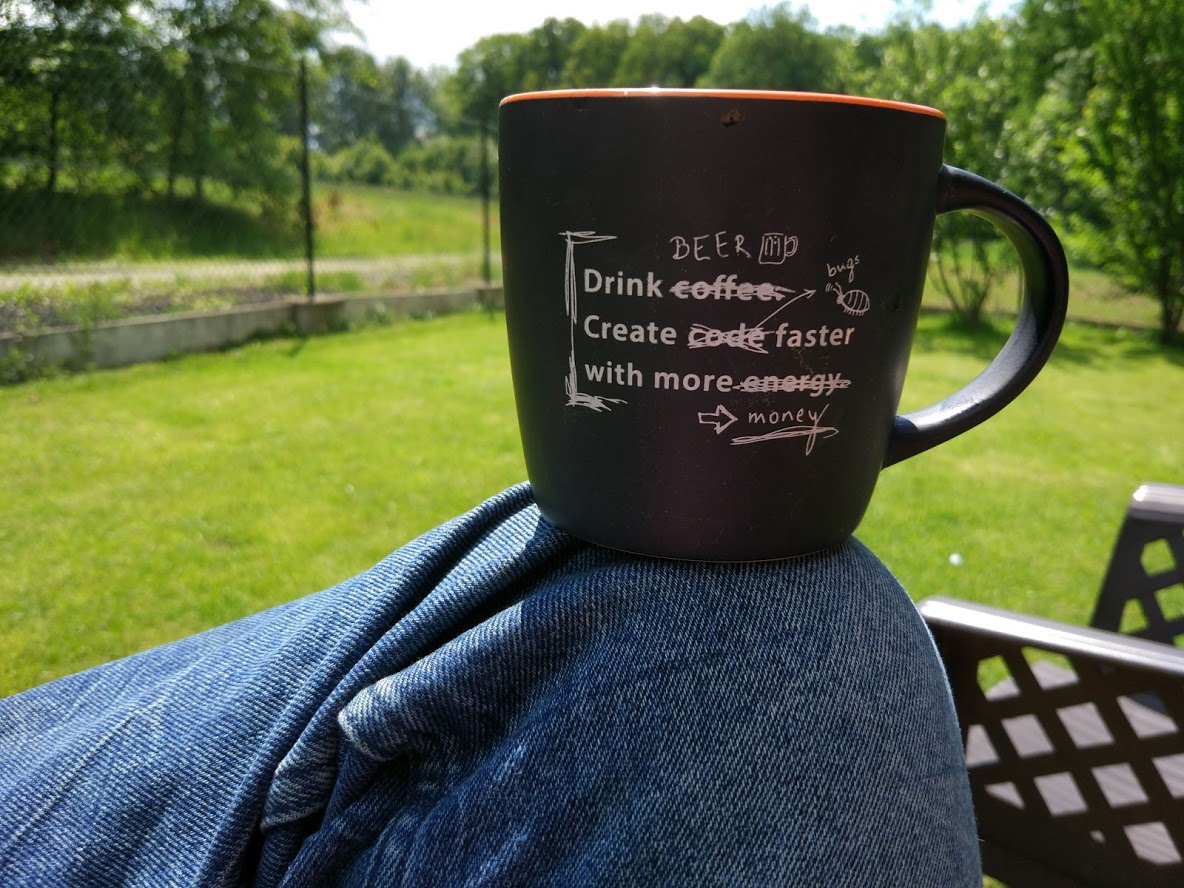 BEER
bugs
Drink coffee.
Create code faster
with more energy
money